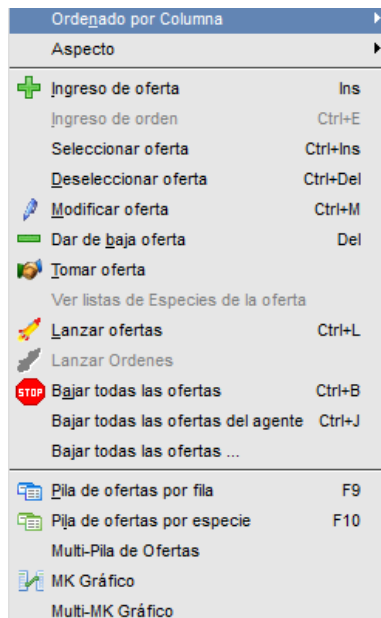 Ordenado por Columna
Aspecto
Ingreso de oferta Ins
Ingreso de orden Ctrl+E
Seleccionar oferta Ctrl+Ins
Deseleccionar oferta Ctrl+Del
Modificar oferta Ctrl+M
Dar de baja oferta Del
Tomar oferta
Ver listas de Especies de la oferta
Lanzar ofertas Ctrl+L
Lanzar Ordenes
STOP Bajar todas las ofertas Ctrl+B
Bajar todas las ofertas del agente Ctrl+J
Bajar todas las ofertas ...
Pila de ofertas por fila F9
Pila de ofertas por especie F10
Multi-Pila de Ofertas
MK Gráfico
Multi-MK Gráfico